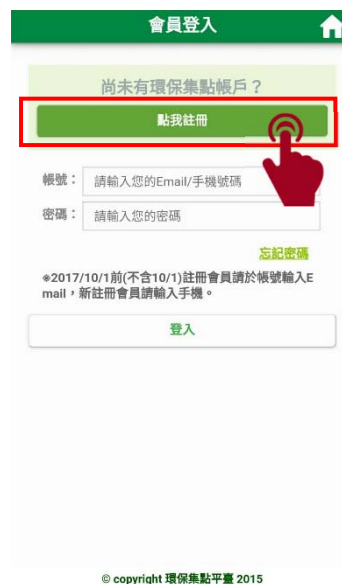 會員登入
尚未有環保集點帳戶？
點我註冊
帳號：
請輸入您的Email/手機號碼
密碼：
請輸入您的密碼
忘記密碼
※2017/10/1前(不含10/1)註冊會員請於帳號輸入E
mail，新註冊會員請輸入手機。
登入
© copyright 環保集點平臺 2015